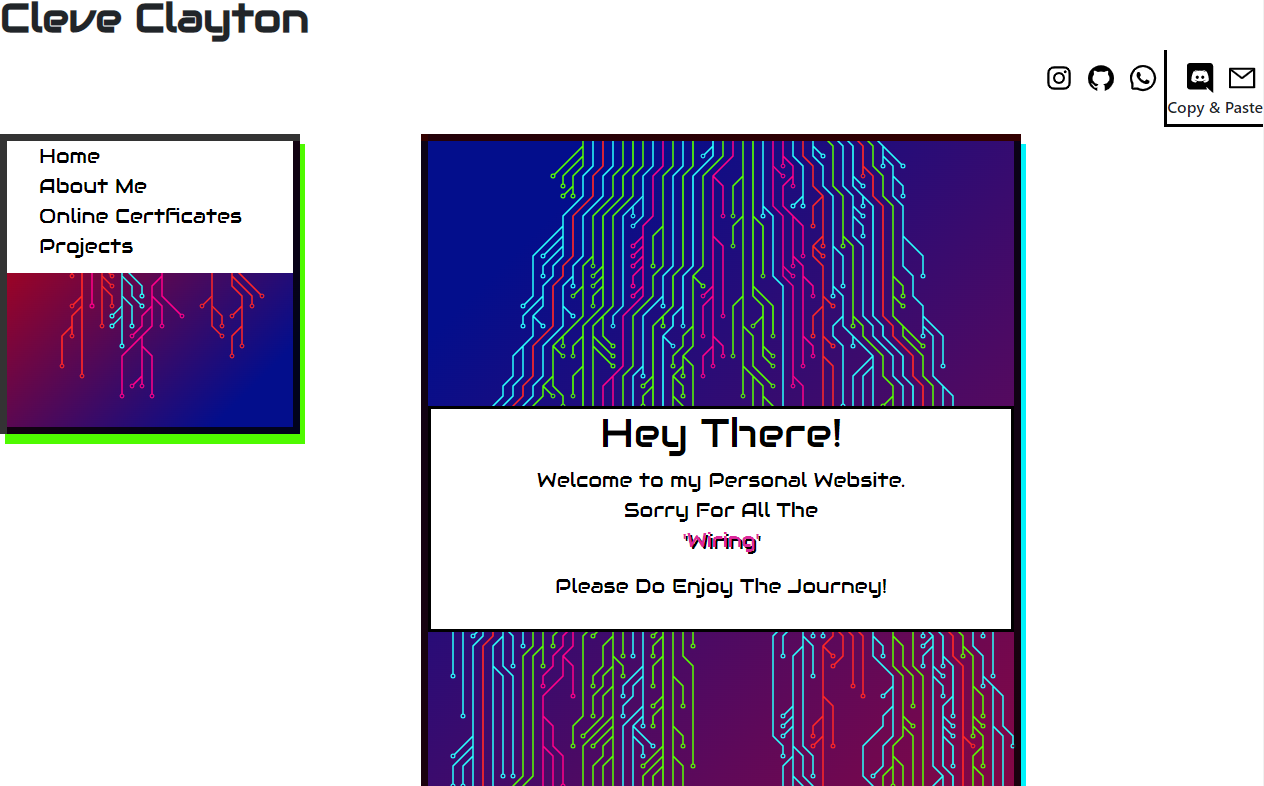 Cleve Clayton
Copy & Paste
Home
About Me
Online Certficates
Projects
Hey There!
Welcome to my Personal Website.
Sorry For All The
'Wiring'
Please Do Enjoy The Journey!